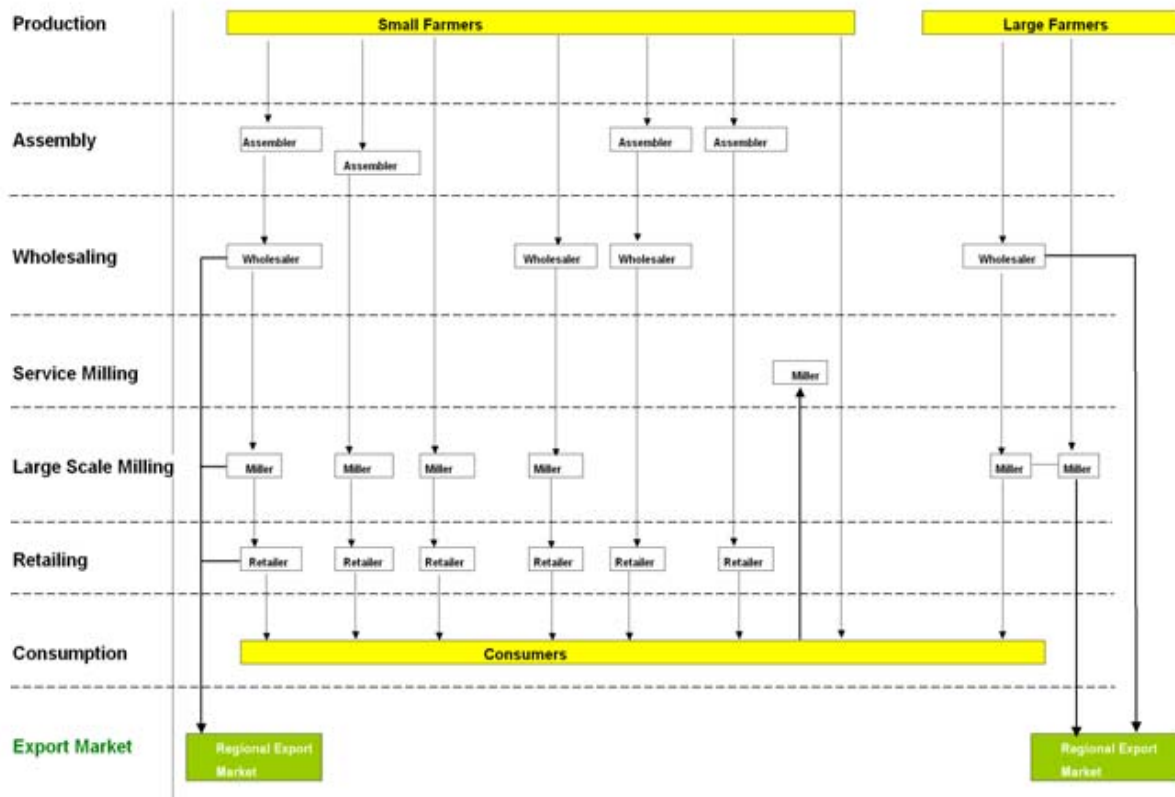 Production
Small Farmers
Large Farmers
Assembly
Assembler
Assembler
Assembler
Assembler
Wholesaling
Wholesaler
Wholesaler
Wholesaler
Wholesaler
Service Milling
Miller
Large Scale Milling
Miller
Miller
Miller
Miller
Miller
Miller
Retailing
Retailer
Retailer
Retailer
Retailer
Retailer
Retailer
Consumption
Consumers
Export Market
Regional Export
Market
Regional Export
Market